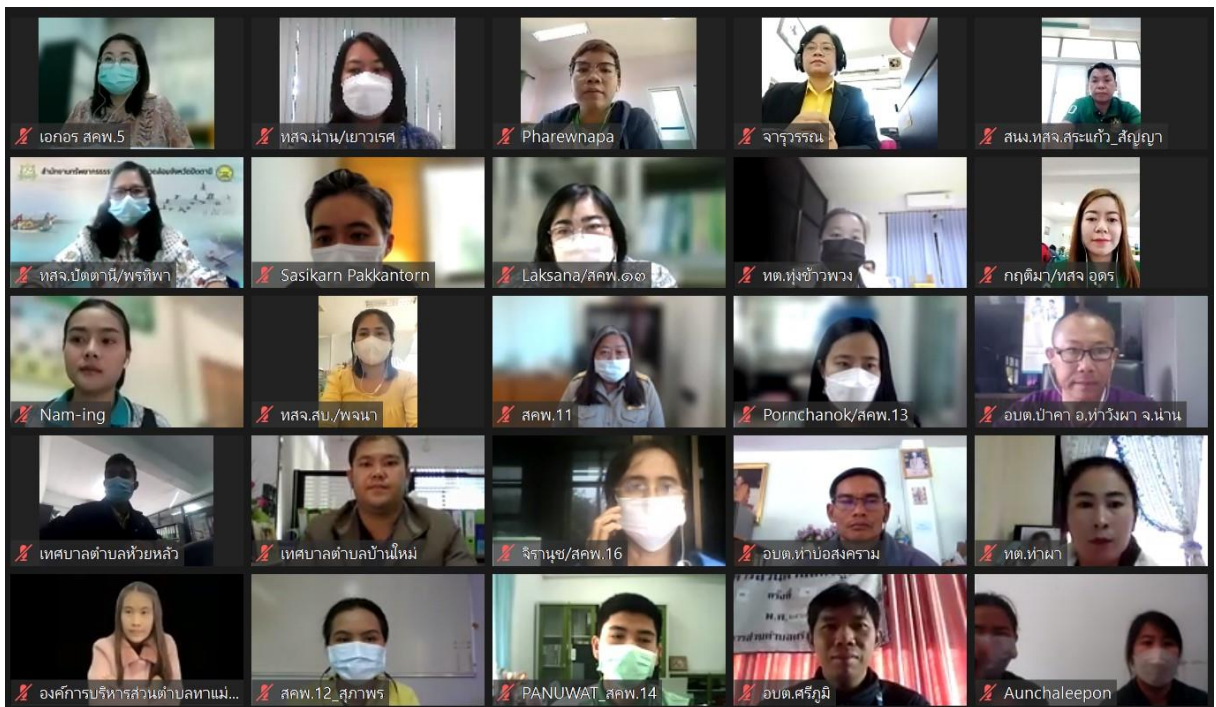 เอกอร สคพ.5
ทสจ.น่าน/เยาวเรศ
Pharewnapa
จารุวรรณ
สนง.ทสจ.สระแก้ว_สัญญา
ทสจ.ปัตตานี/พรทิพา
Sasikarn Pakkantorn
Laksana/สคพ.๑๓
ทต.ทุ่งข้าวพวง
กฤติมา/ทสจ อุดร
Nam-ing
ทสจ.สบ./พจนา
สคพ.11
Pornchanok/สคพ.13
อบต.ป่าคา อ.ท่าวังผา จ.น่าน
เทศบาลตำบลห้วยหลัว
เทศบาลตำบลบ้านใหม่
จิรานุช/สคพ.16
อบต.ท่าบ่อสงคราม
ทต.ท่าผา
องค์การบริหารส่วนตำบลทาแม่...
สคพ.12_สุภาพร
PANUWAT_สคพ.14
อบต.ศรีภูมิ
Aunchaleepon